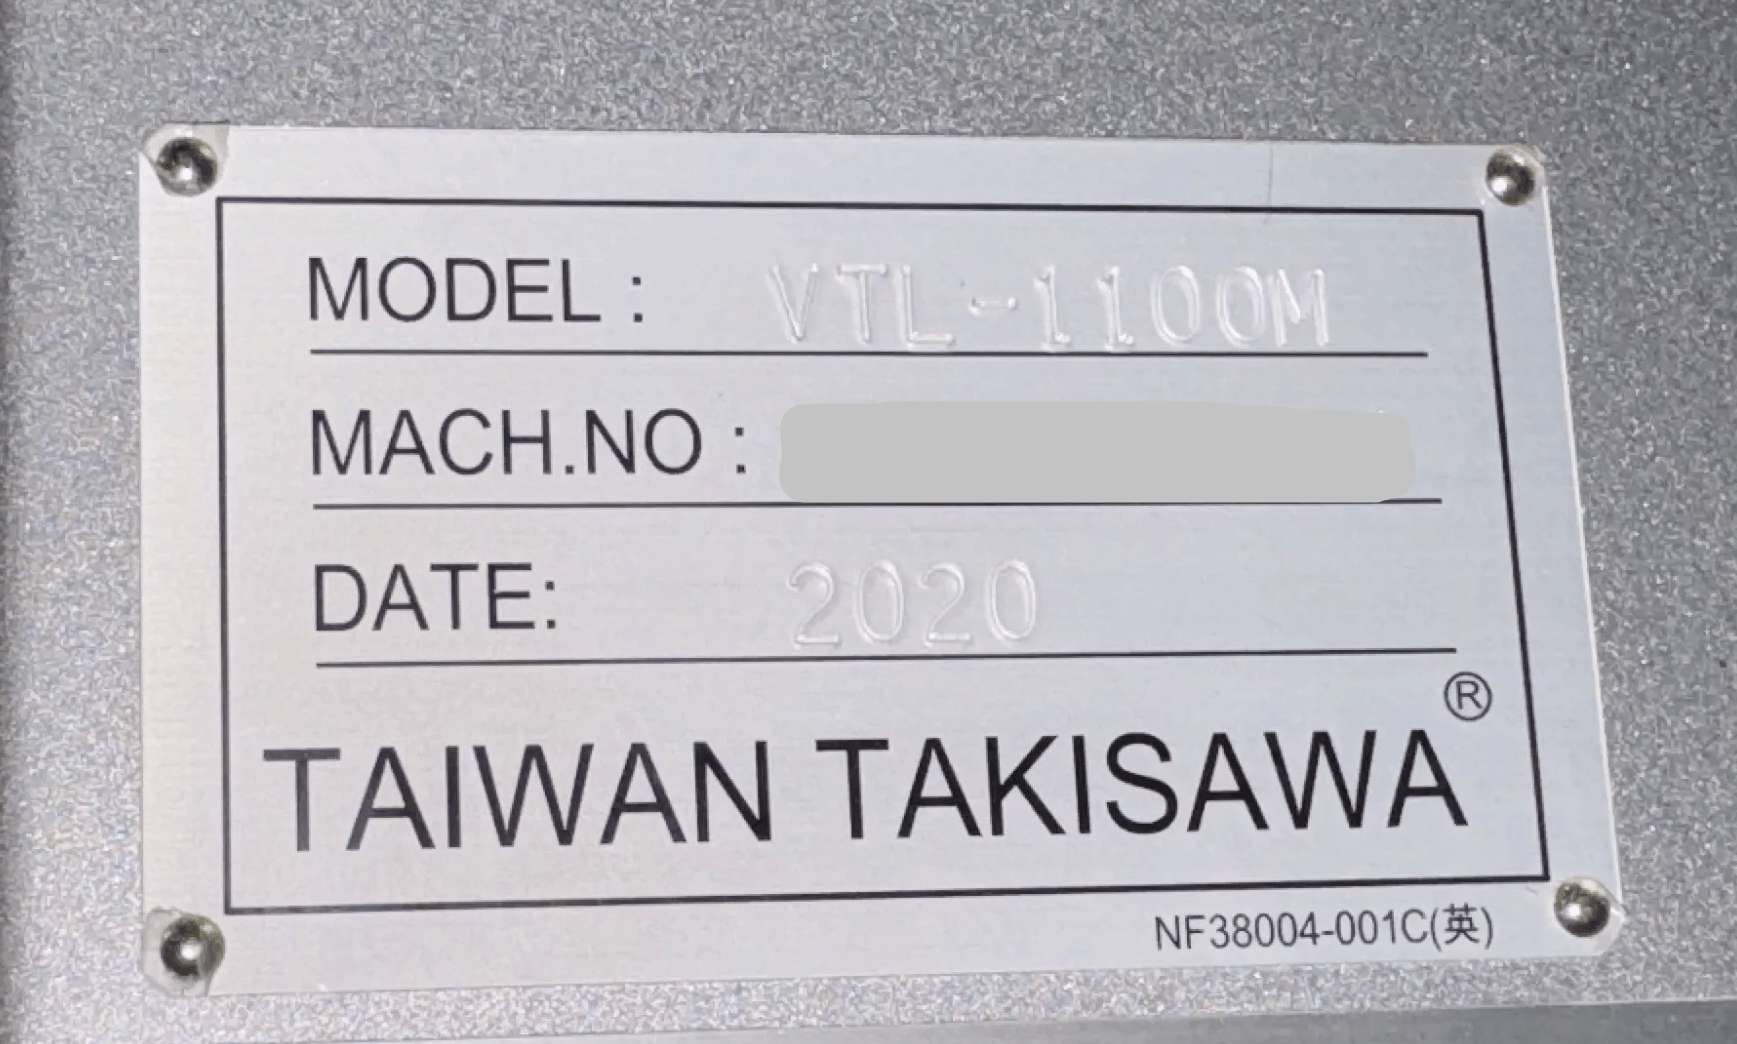 MODEL : VTL-1100M
MACH.NO :
DATE: 2020
TAIWAN TAKISAWA®
NF38004-001C(英)